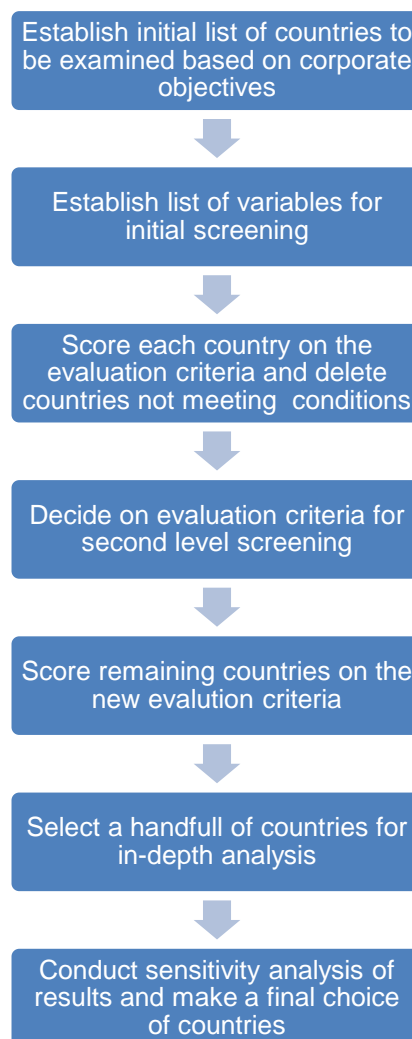 Establish initial list of countries to
be examined based on corporate
objectives
Establish list of variables for
initial screening
Score each country on the
evaluation criteria and delete
countries not meeting conditions
Decide on evaluation criteria for
second level screening
Score remaining countries on the
new evalution criteria
Select a handfull of countries for
in-depth analysis
Conduct sensitivity analysis of
results and make a final choice
of countries